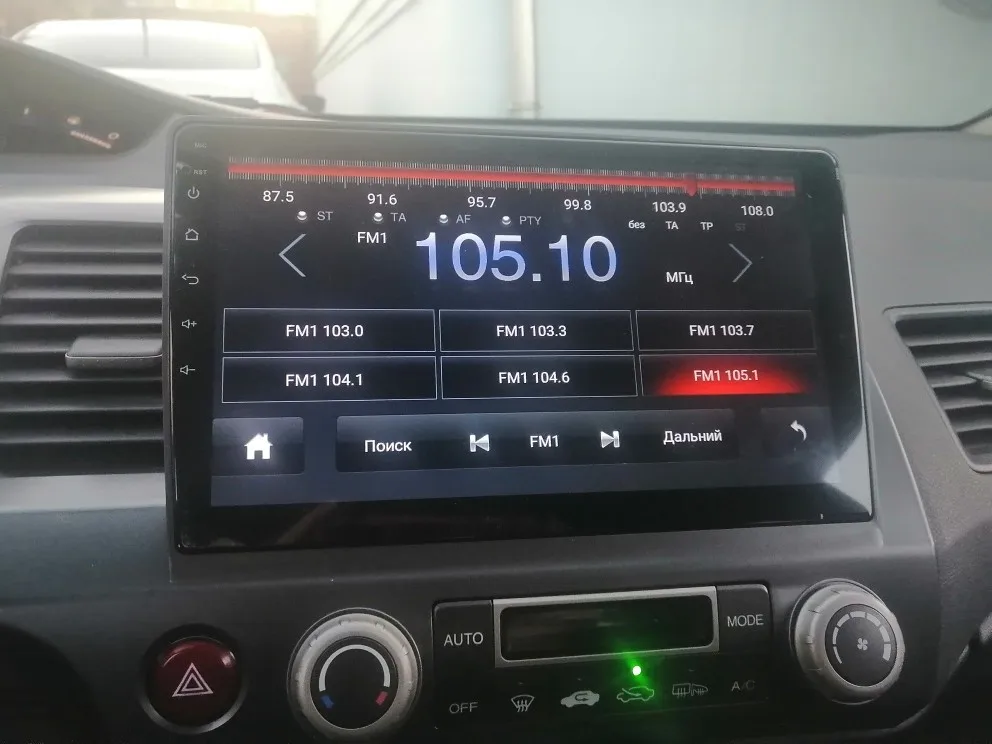 RST
87.5 91.6 95.7 99.8 103.9 108.0
ST TA AF PTY без TA TP ST
FM1 105.10 МГц
FM1 103.0 FM1 103.3 FM1 103.7
FM1 104.1 FM1 104.6 FM1 105.1
Поиск FM1 Дальний
AUTO MODE
OFF A/C